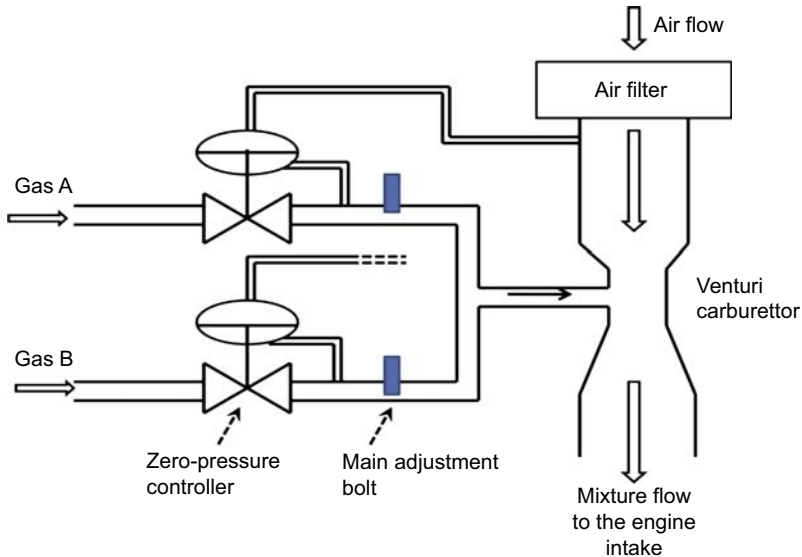 Air flow
Air filter
Gas A
Venturi
carburettor
Gas B
Zero-pressure
controller
Main adjustment
bolt
Mixture flow
to the engine
intake